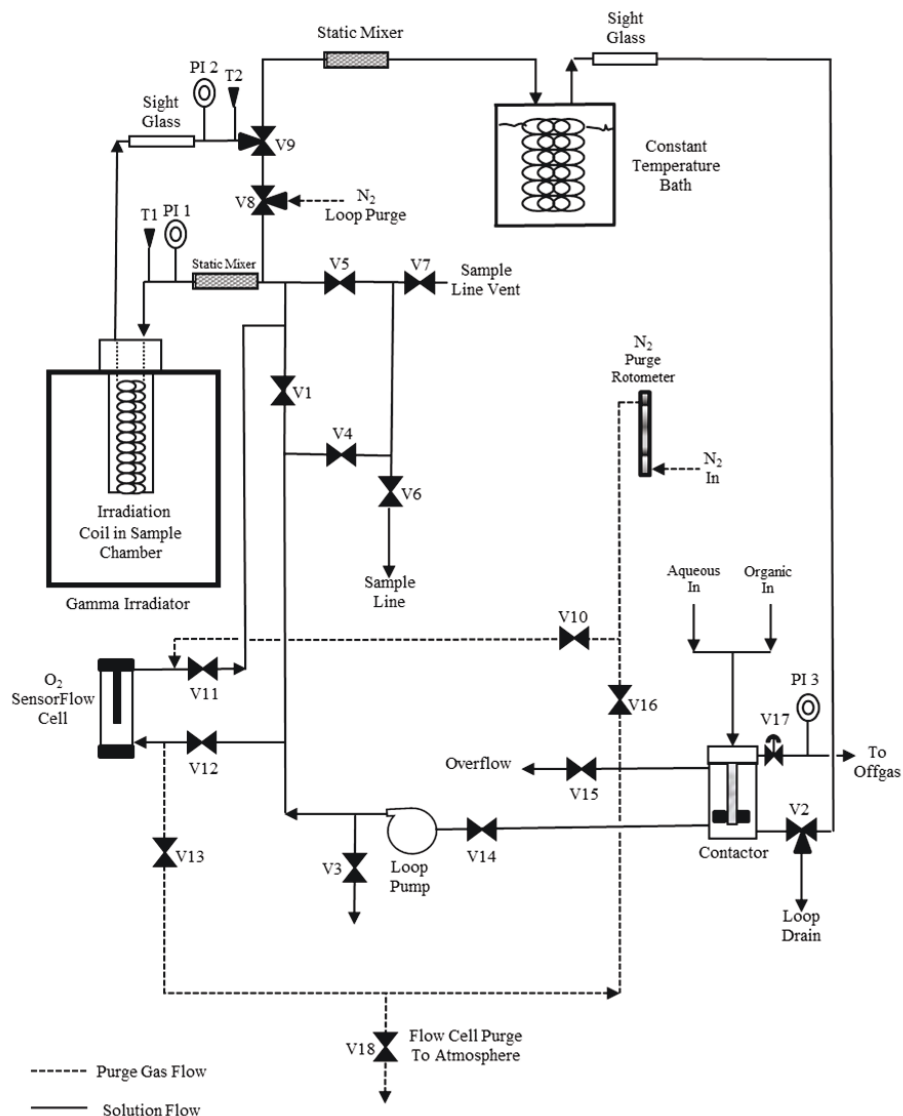 Static Mixer
Sight
Glass
PI 2
T2
Sight
Glass
V9
Constant
Temperature
Bath
V8
N2
Loop Purge
T1
PI 1
Static Mixer
V5
V7
Sample
Line Vent
N2
Purge
Rotometer
V1
V4
N2
In
V6
Irradiation
Coil in Sample
Chamber
Sample
Line
Gamma Irradiator
Aqueous
In
Organic
In
V10
O2
SensorFlow
Cell
V11
V16
PI 3
V17
V12
Overflow
V15
To
Offgas
V2
V13
V3
Loop
Pump
V14
Contactor
Loop
Drain
V18
Flow Cell Purge
To Atmosphere
Purge Gas Flow
Solution Flow